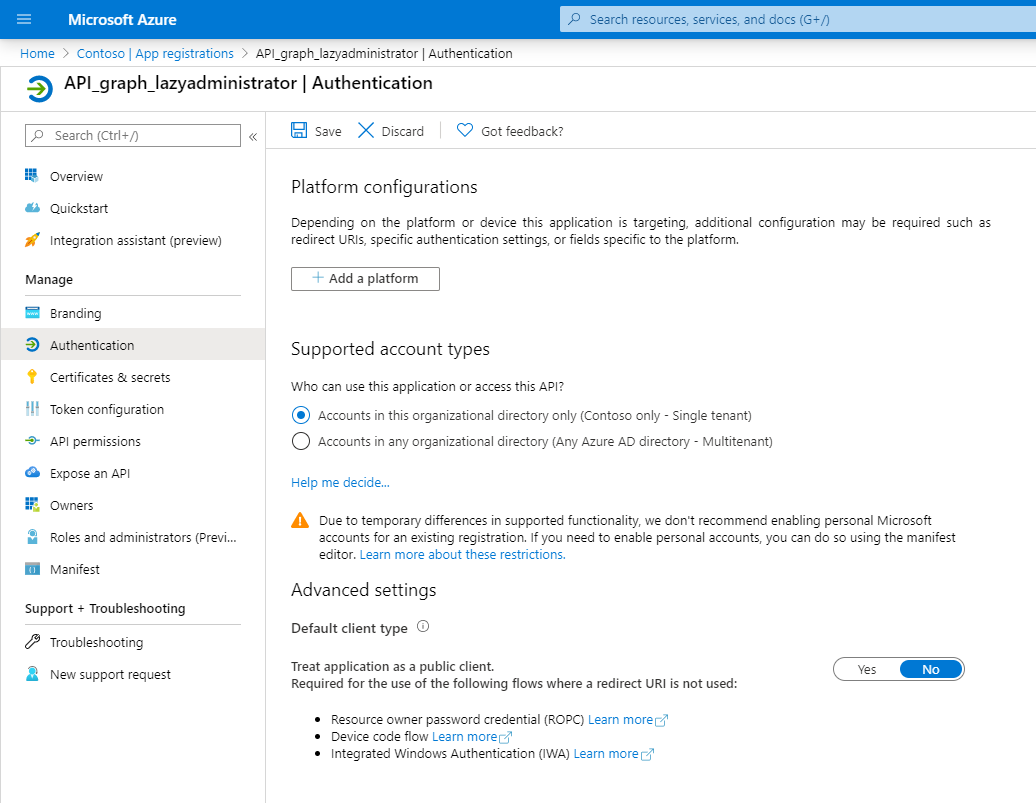 Microsoft Azure
Search resources, services, and docs (G+/)
Home > Contoso | App registrations > API_graph_lazyadministrator | Authentication
API_graph_lazyadministrator | Authentication
Search (Ctrl+/)
«
Overview
Quickstart
Integration assistant (preview)
Manage
Branding
Authentication
Certificates & secrets
Token configuration
API permissions
Expose an API
Owners
Roles and administrators (Previ...
Manifest
Support + Troubleshooting
Troubleshooting
New support request
Save
Discard
Got feedback?
Platform configurations
Depending on the platform or device this application is targeting, additional configuration may be required such as
redirect URIs, specific authentication settings, or fields specific to the platform.
+ Add a platform
Supported account types
Who can use this application or access this API?
Accounts in this organizational directory only (Contoso only - Single tenant)
Accounts in any organizational directory (Any Azure AD directory - Multitenant)
Help me decide...
Due to temporary differences in supported functionality, we don't recommend enabling personal Microsoft
accounts for an existing registration. If you need to enable personal accounts, you can do so using the manifest
editor. Learn more about these restrictions.
Advanced settings
Default client type
Treat application as a public client.
Required for the use of the following flows where a redirect URI is not used:
Yes No
• Resource owner password credential (ROPC) Learn more
• Device code flow Learn more
• Integrated Windows Authentication (IWA) Learn more